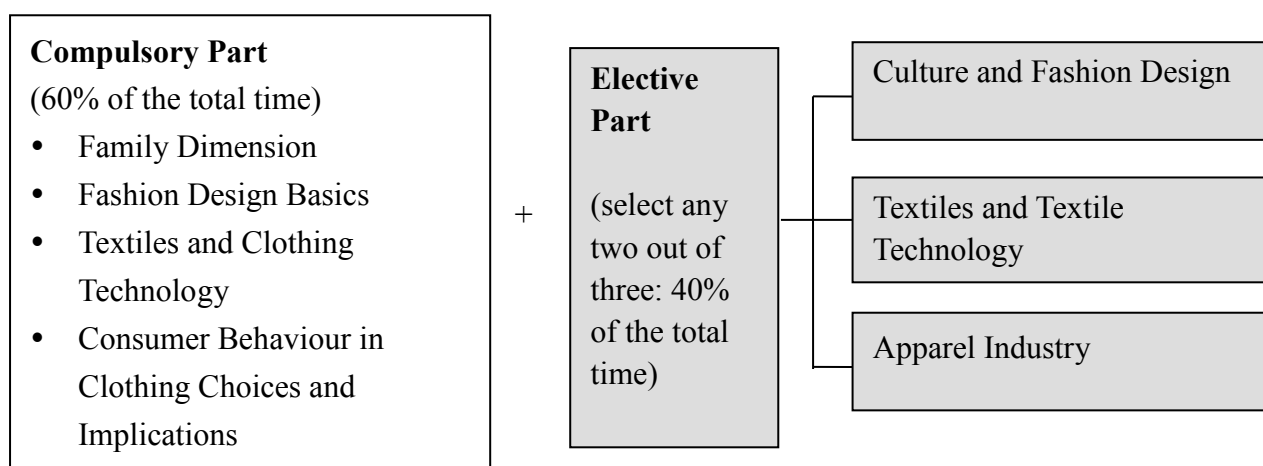 Compulsory Part
(60% of the total time)
• Family Dimension
• Fashion Design Basics
• Textiles and Clothing
Technology
• Consumer Behaviour in
Clothing Choices and
Implications
+
Elective
Part
(select any
two out of
three: 40%
of the total
time)
Culture and Fashion Design
Textiles and Textile
Technology
Apparel Industry